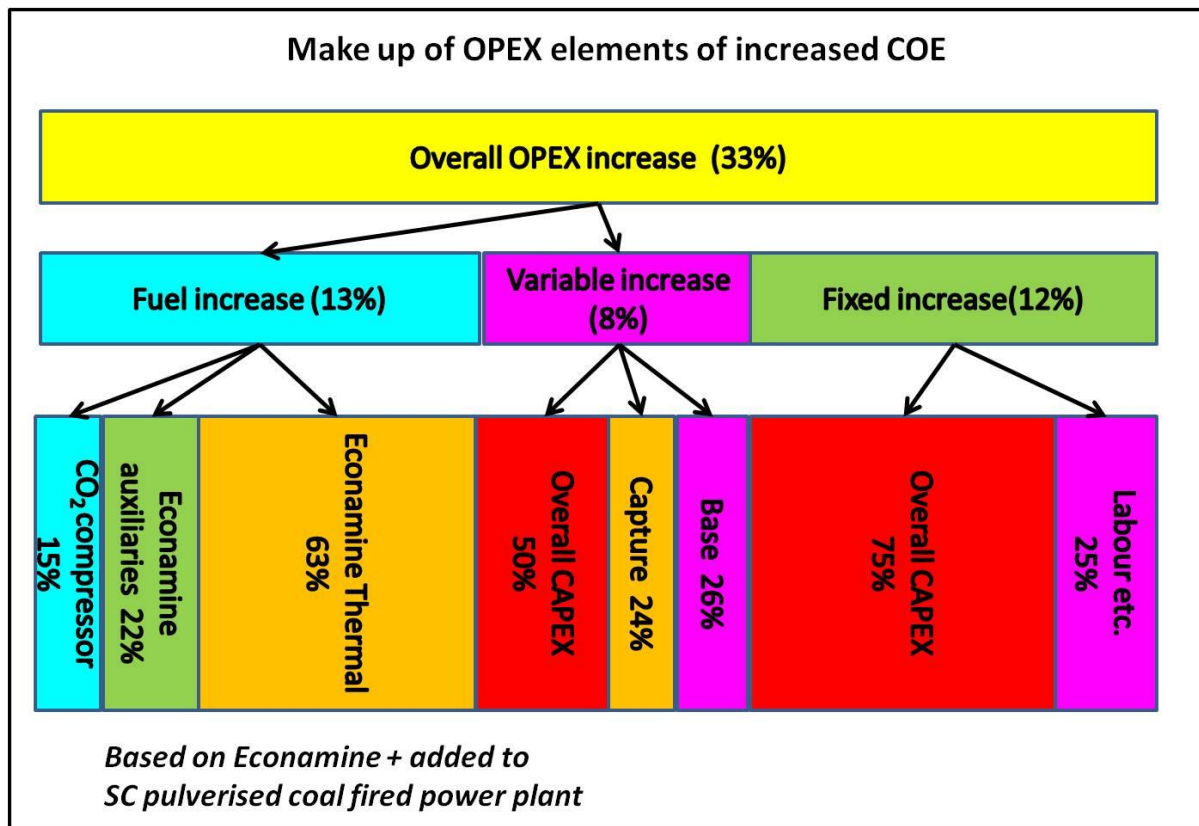 Make up of OPEX elements of increased COE
Overall OPEX increase (33%)
Fuel increase (13%)
Variable increase
(8%)
Fixed increase(12%)
CO₂ compressor
15%
Econamine
auxiliaries 22%
Econamine Thermal
63%
Overall CAPEX
50%
Capture 24%
Base 26%
Overall CAPEX
75%
Labour etc.
25%
Based on Econamine + added to
SC pulverised coal fired power plant